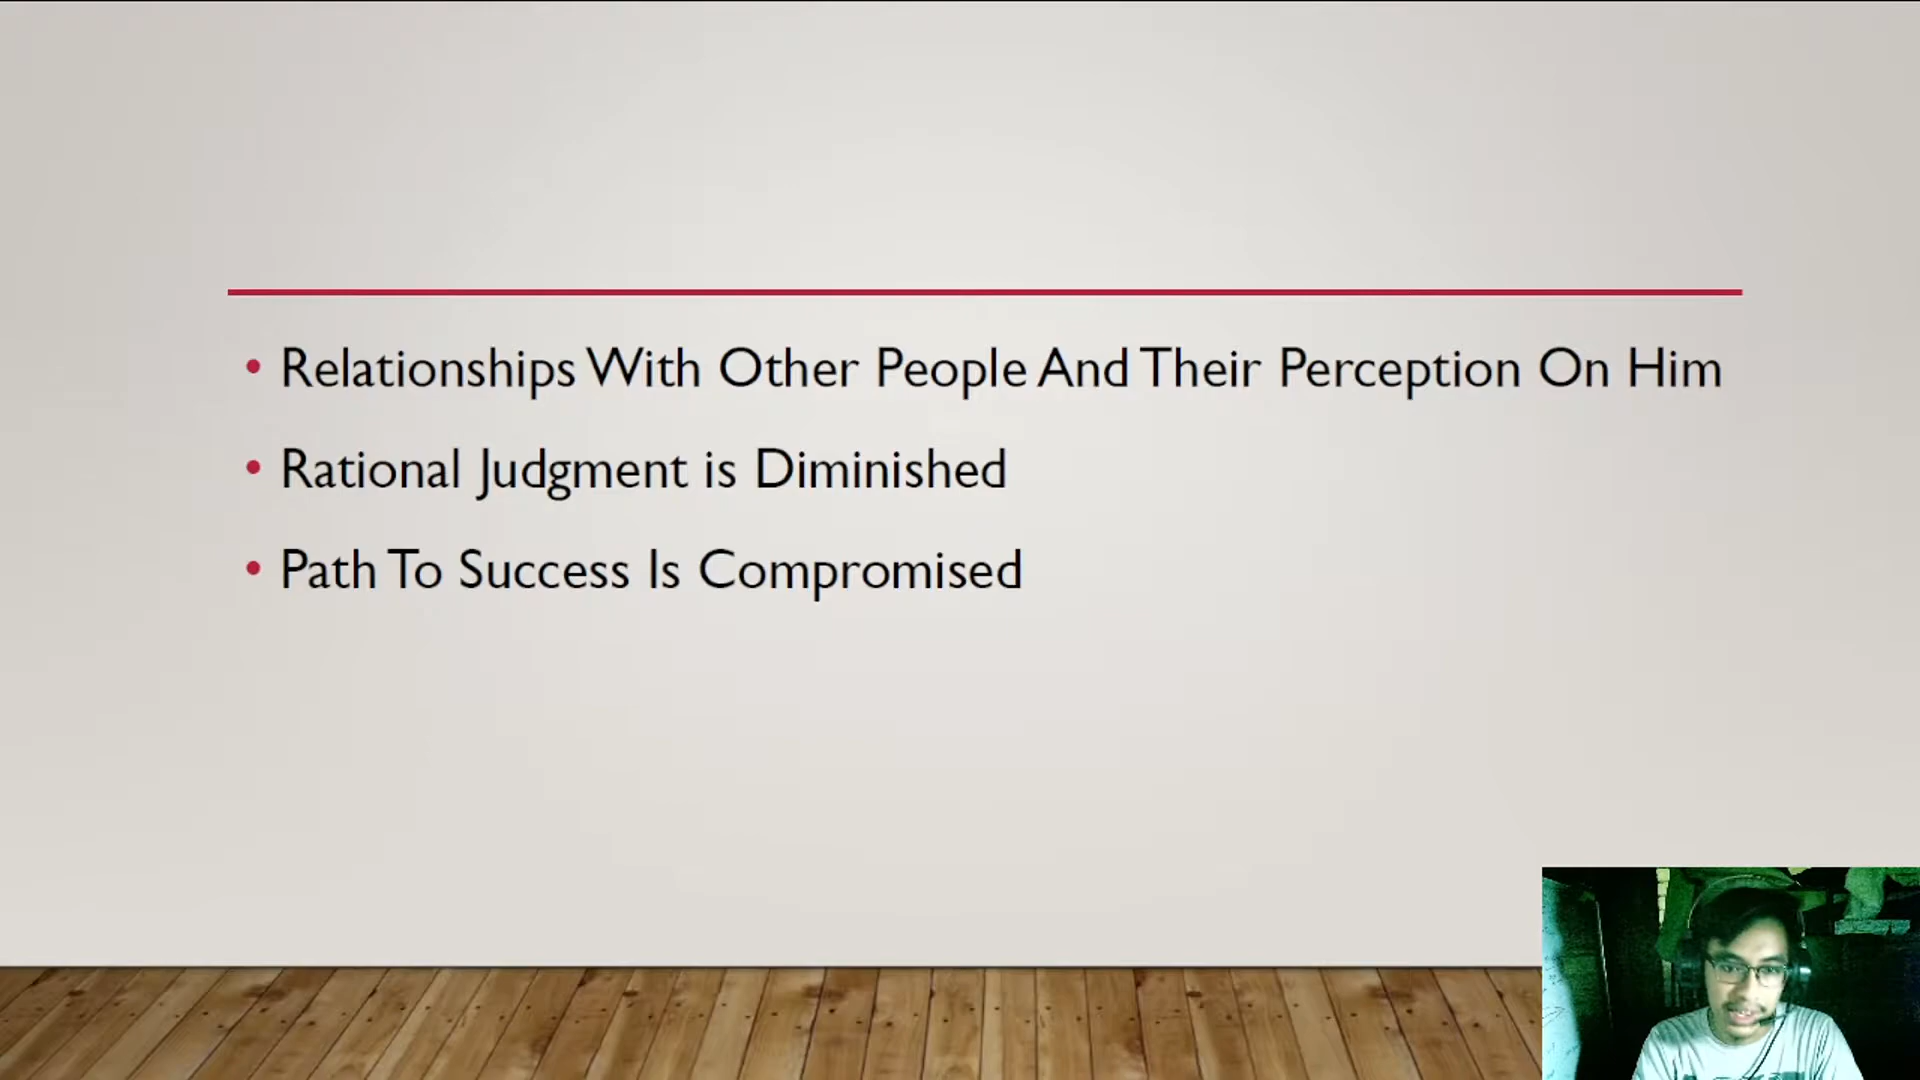 • Relationships With Other People And Their Perception On Him
• Rational Judgment is Diminished
• Path To Success Is Compromised